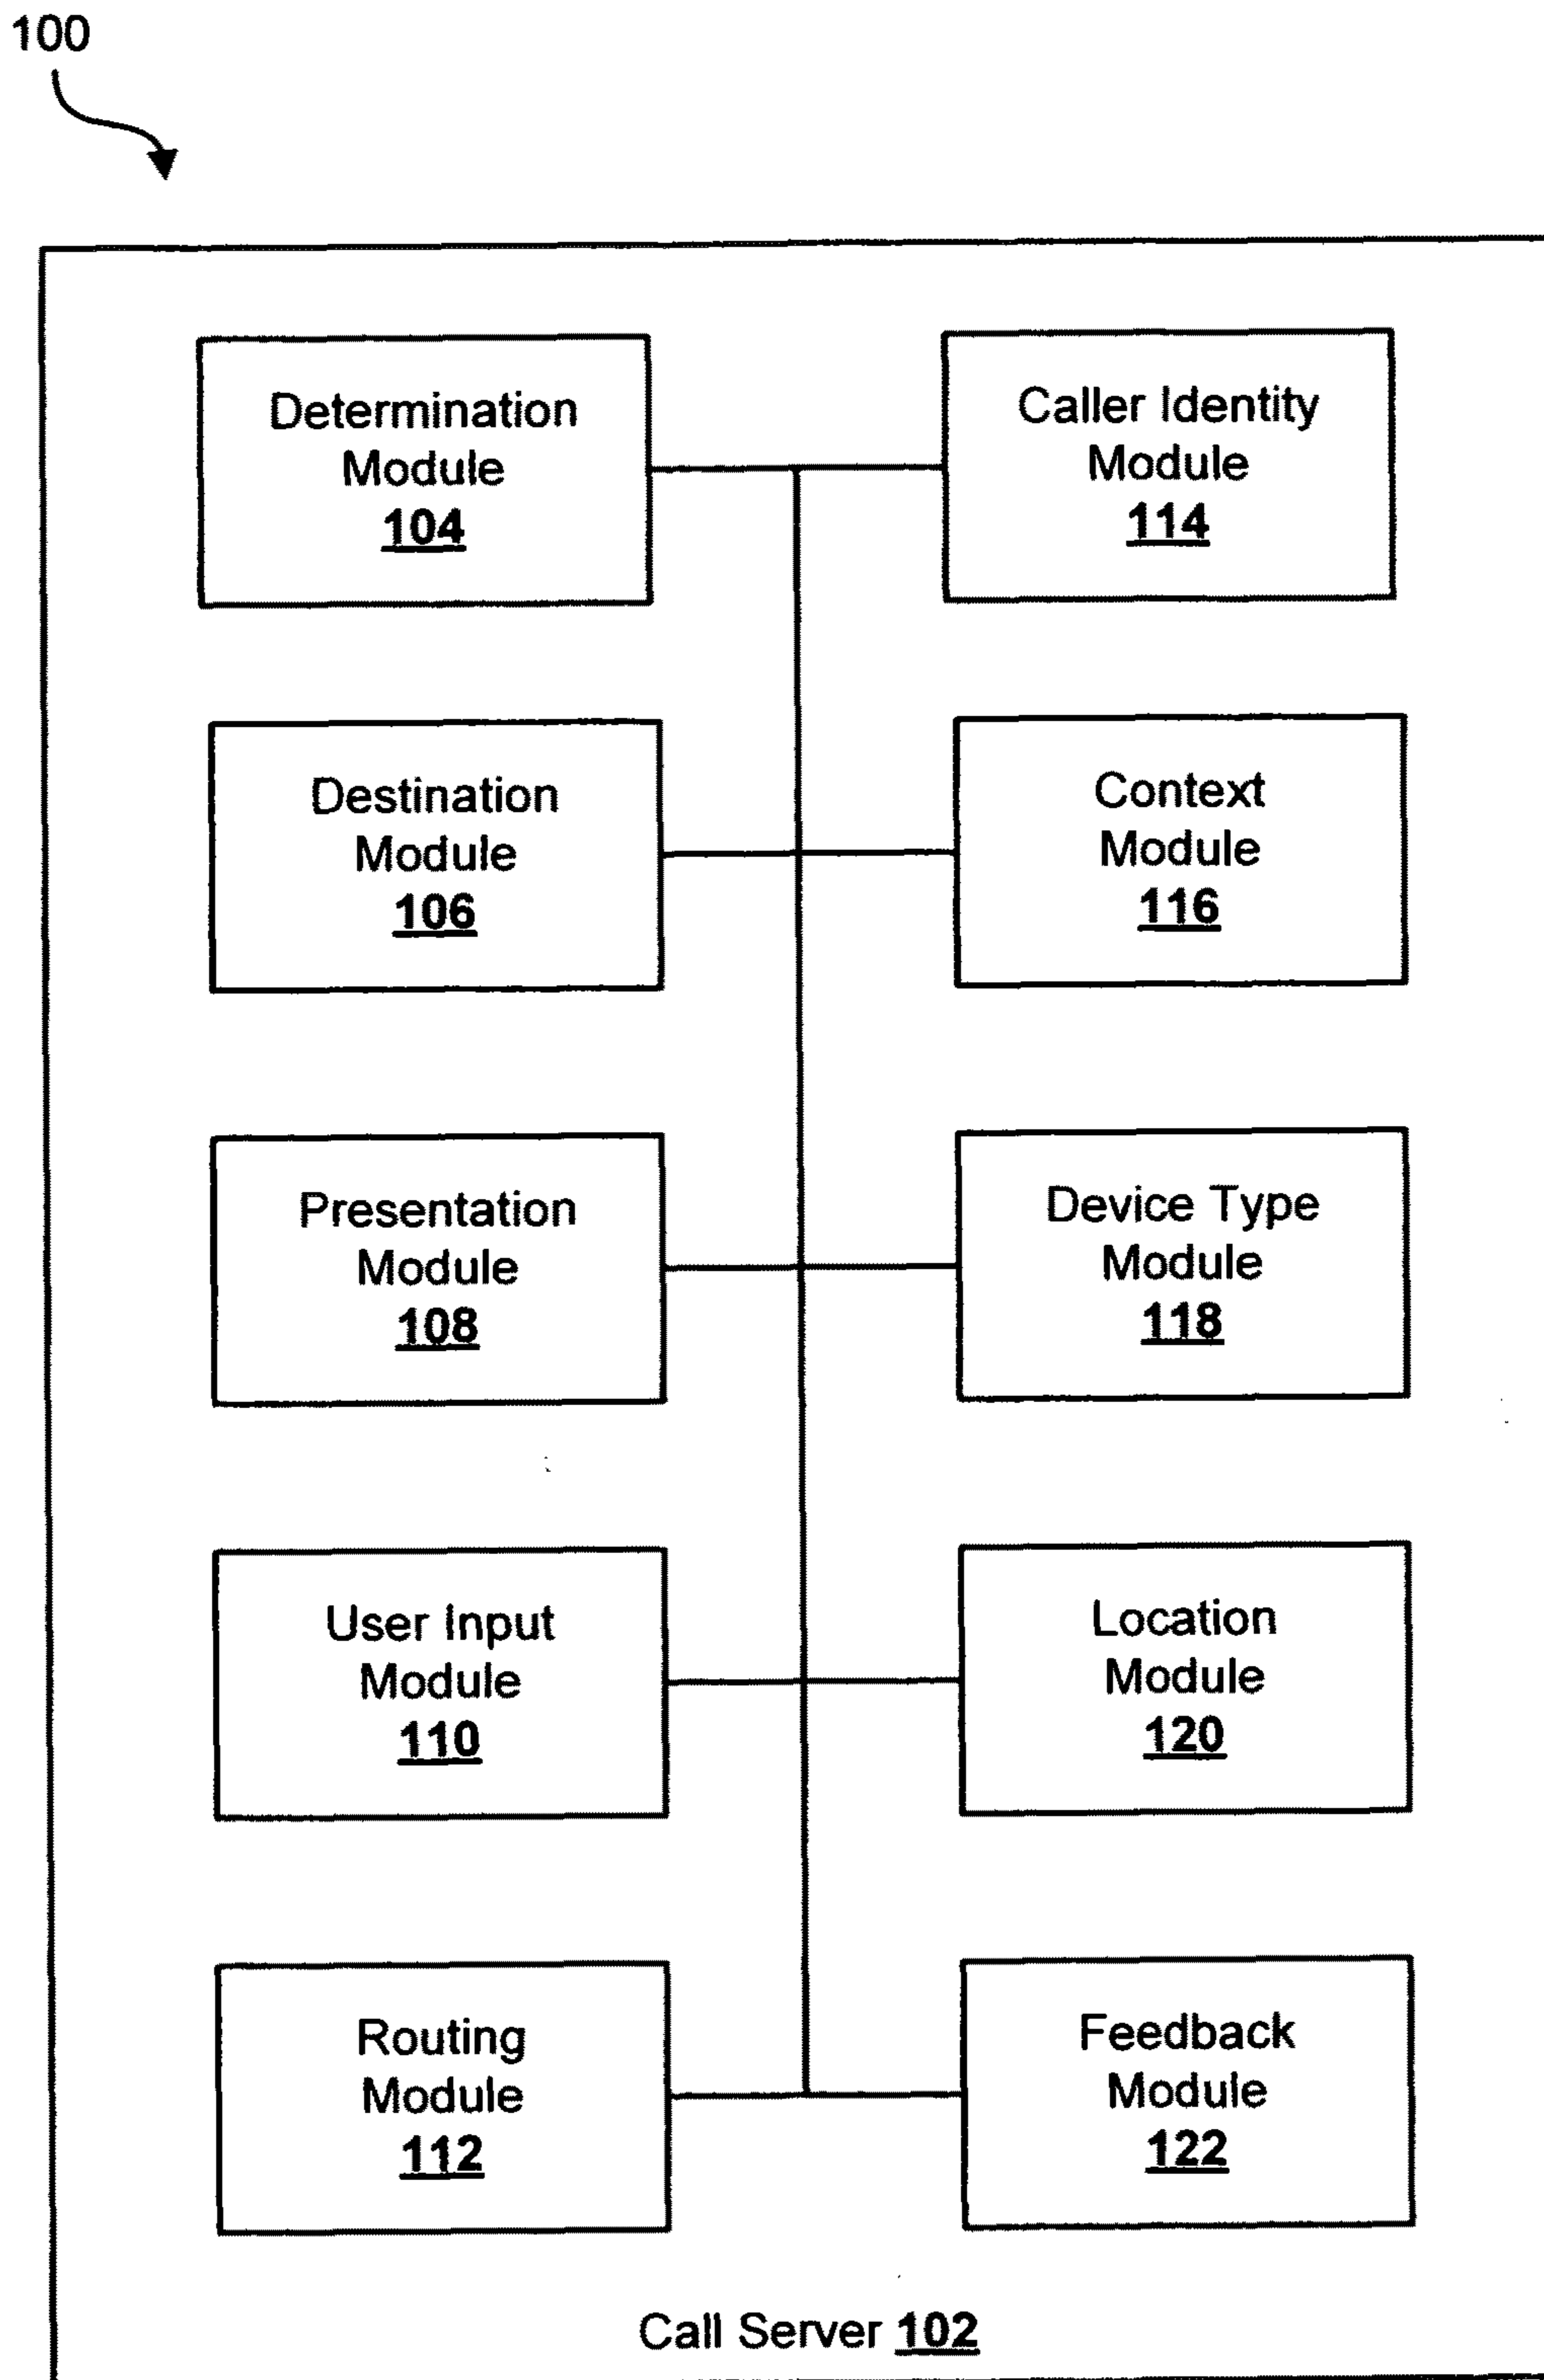 100
Determination
Module
104
Caller Identity
Module
114
Destination
Module
106
Context
Module
116
Presentation
Module
108
Device Type
Module
118
User Input
Module
110
Location
Module
120
Routing
Module
112
Feedback
Module
122
Call Server 102